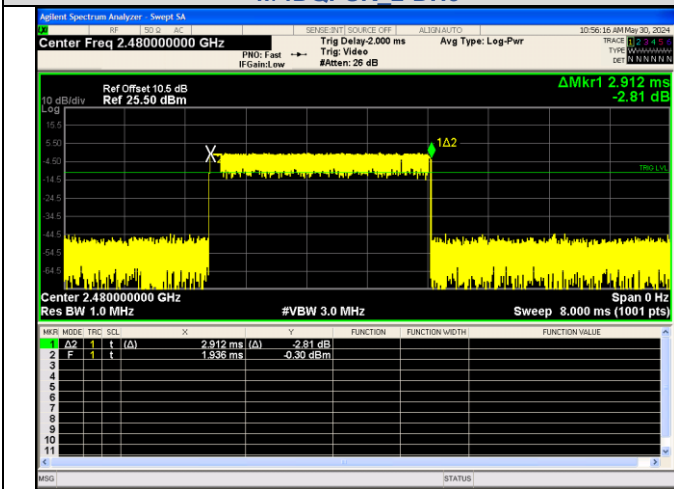 Agilent Spectrum Analyzer - Swept SA
RF 50 Ω AC SENSE:INT SOURCE OFF ALIGNAUTO 10:56:16 AM May 30, 2024
Center Freq 2.480000000 GHz
PNO: Fast
IFGain:Low
Trig Delay-2.000 ms
Trig: Video
#Atten: 26 dB
Avg Type: Log-Pwr
TRACE 1 2 3 4 5 6
TYPE
DET N N N N N N
Ref Offset 10.5 dB
Ref 25.50 dBm
10 dB/div
Log
ΔMkr1 2.912 ms
-2.81 dB
15.5
5.50
-4.50
-14.5
-24.5
-34.5
-44.5
-54.5
-64.5
1Δ2
TRIG LVL
Center 2.480000000 GHz Span 0 Hz
Res BW 1.0 MHz #VBW 3.0 MHz Sweep 8.000 ms (1001 pts)
MKR MODE TRC SCL X Y FUNCTION FUNCTION WIDTH FUNCTION VALUE
1 Δ2 1 t (Δ) 2.912 ms (Δ) -2.81 dB
2 F 1 t 1.936 ms -0.30 dBm
3
4
5
6
7
8
9
10
11
MSG STATUS